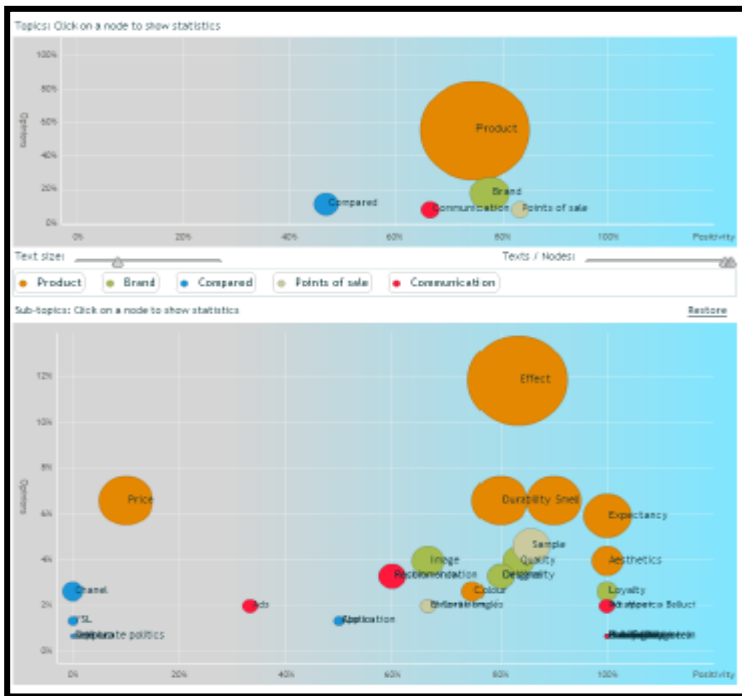 Topics: Click on a node to show statistics
100%
80%
60%
40%
20%
0%
Opinions
Product
Brand
Compared
Communication
Points of sale
0%
20%
40%
60%
80%
100%
Positivity
Text size:
Texts / Nodes:
Product
Brand
Compared
Points of sale
Communication
Sub-topics: Click on a node to show statistics
Restore
12%
10%
8%
6%
4%
2%
0%
Opinions
Effect
Price
Durability
Smell
Expectancy
Sample
Image
Quality
Aesthetics
Chanel
Colour
Loyalty
Ads
YSL
politics
0%
20%
40%
60%
80%
100%
Positivity